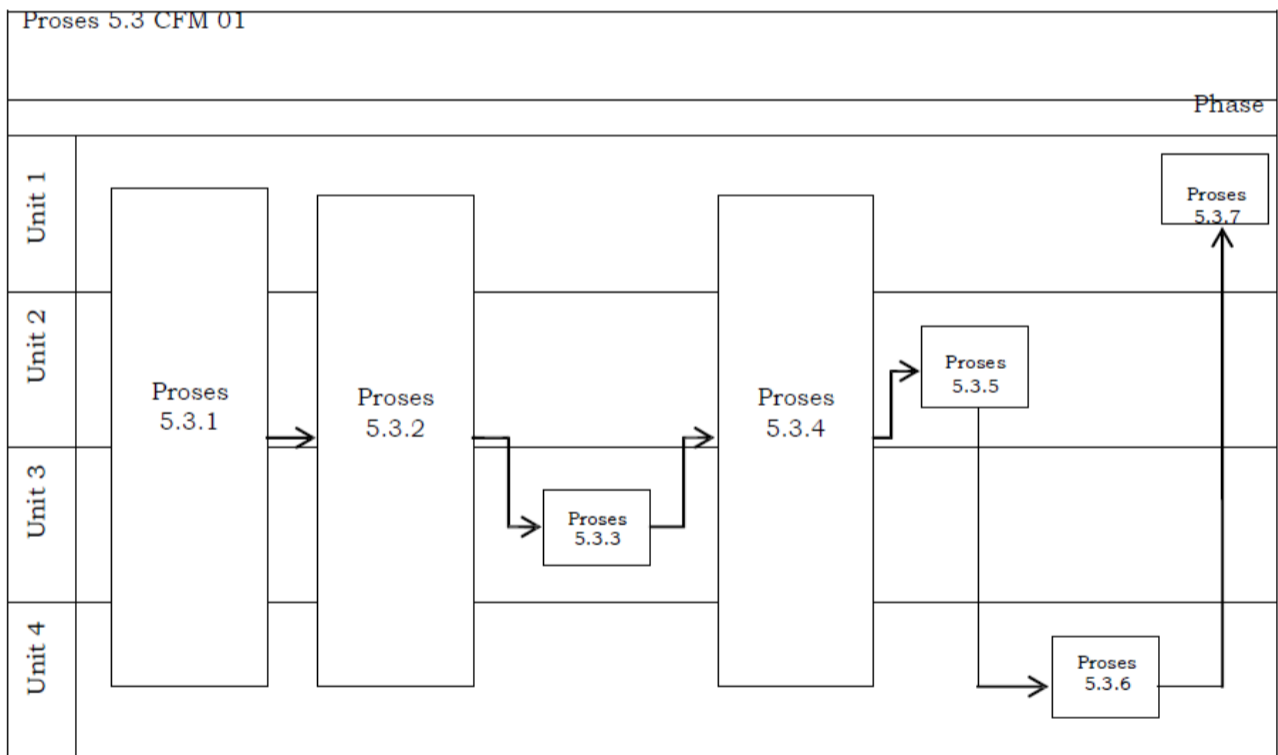 Proses 5.3 CFM 01
Phase
Unit 1
Unit 2
Unit 3
Unit 4
Proses
5.3.1
Proses
5.3.2
Proses
5.3.3
Proses
5.3.4
Proses
5.3.5
Proses
5.3.6
Proses
5.3.7